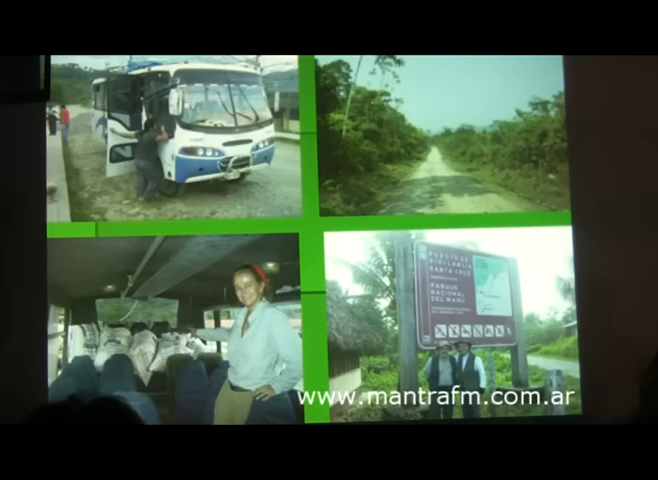 PUESTO DE
VIGILANCIA
SANTA CRUZ
PARQUE
NACIONAL
DEL MANU
www.mantrafm.com.ar